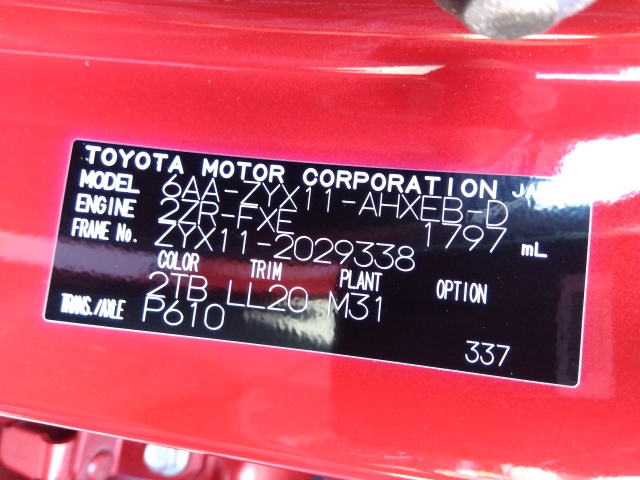 TOYOTA MOTOR CORPORATION
MODEL 6AA-ZYX11-AHXEB-D
ENGINE 2ZR-FXE 1797 mL
FRAME No. ZYX11-2029338
COLOR TRIM PLANT OPTION
2TB LL20 M31
TRANS./AXLE P610
337